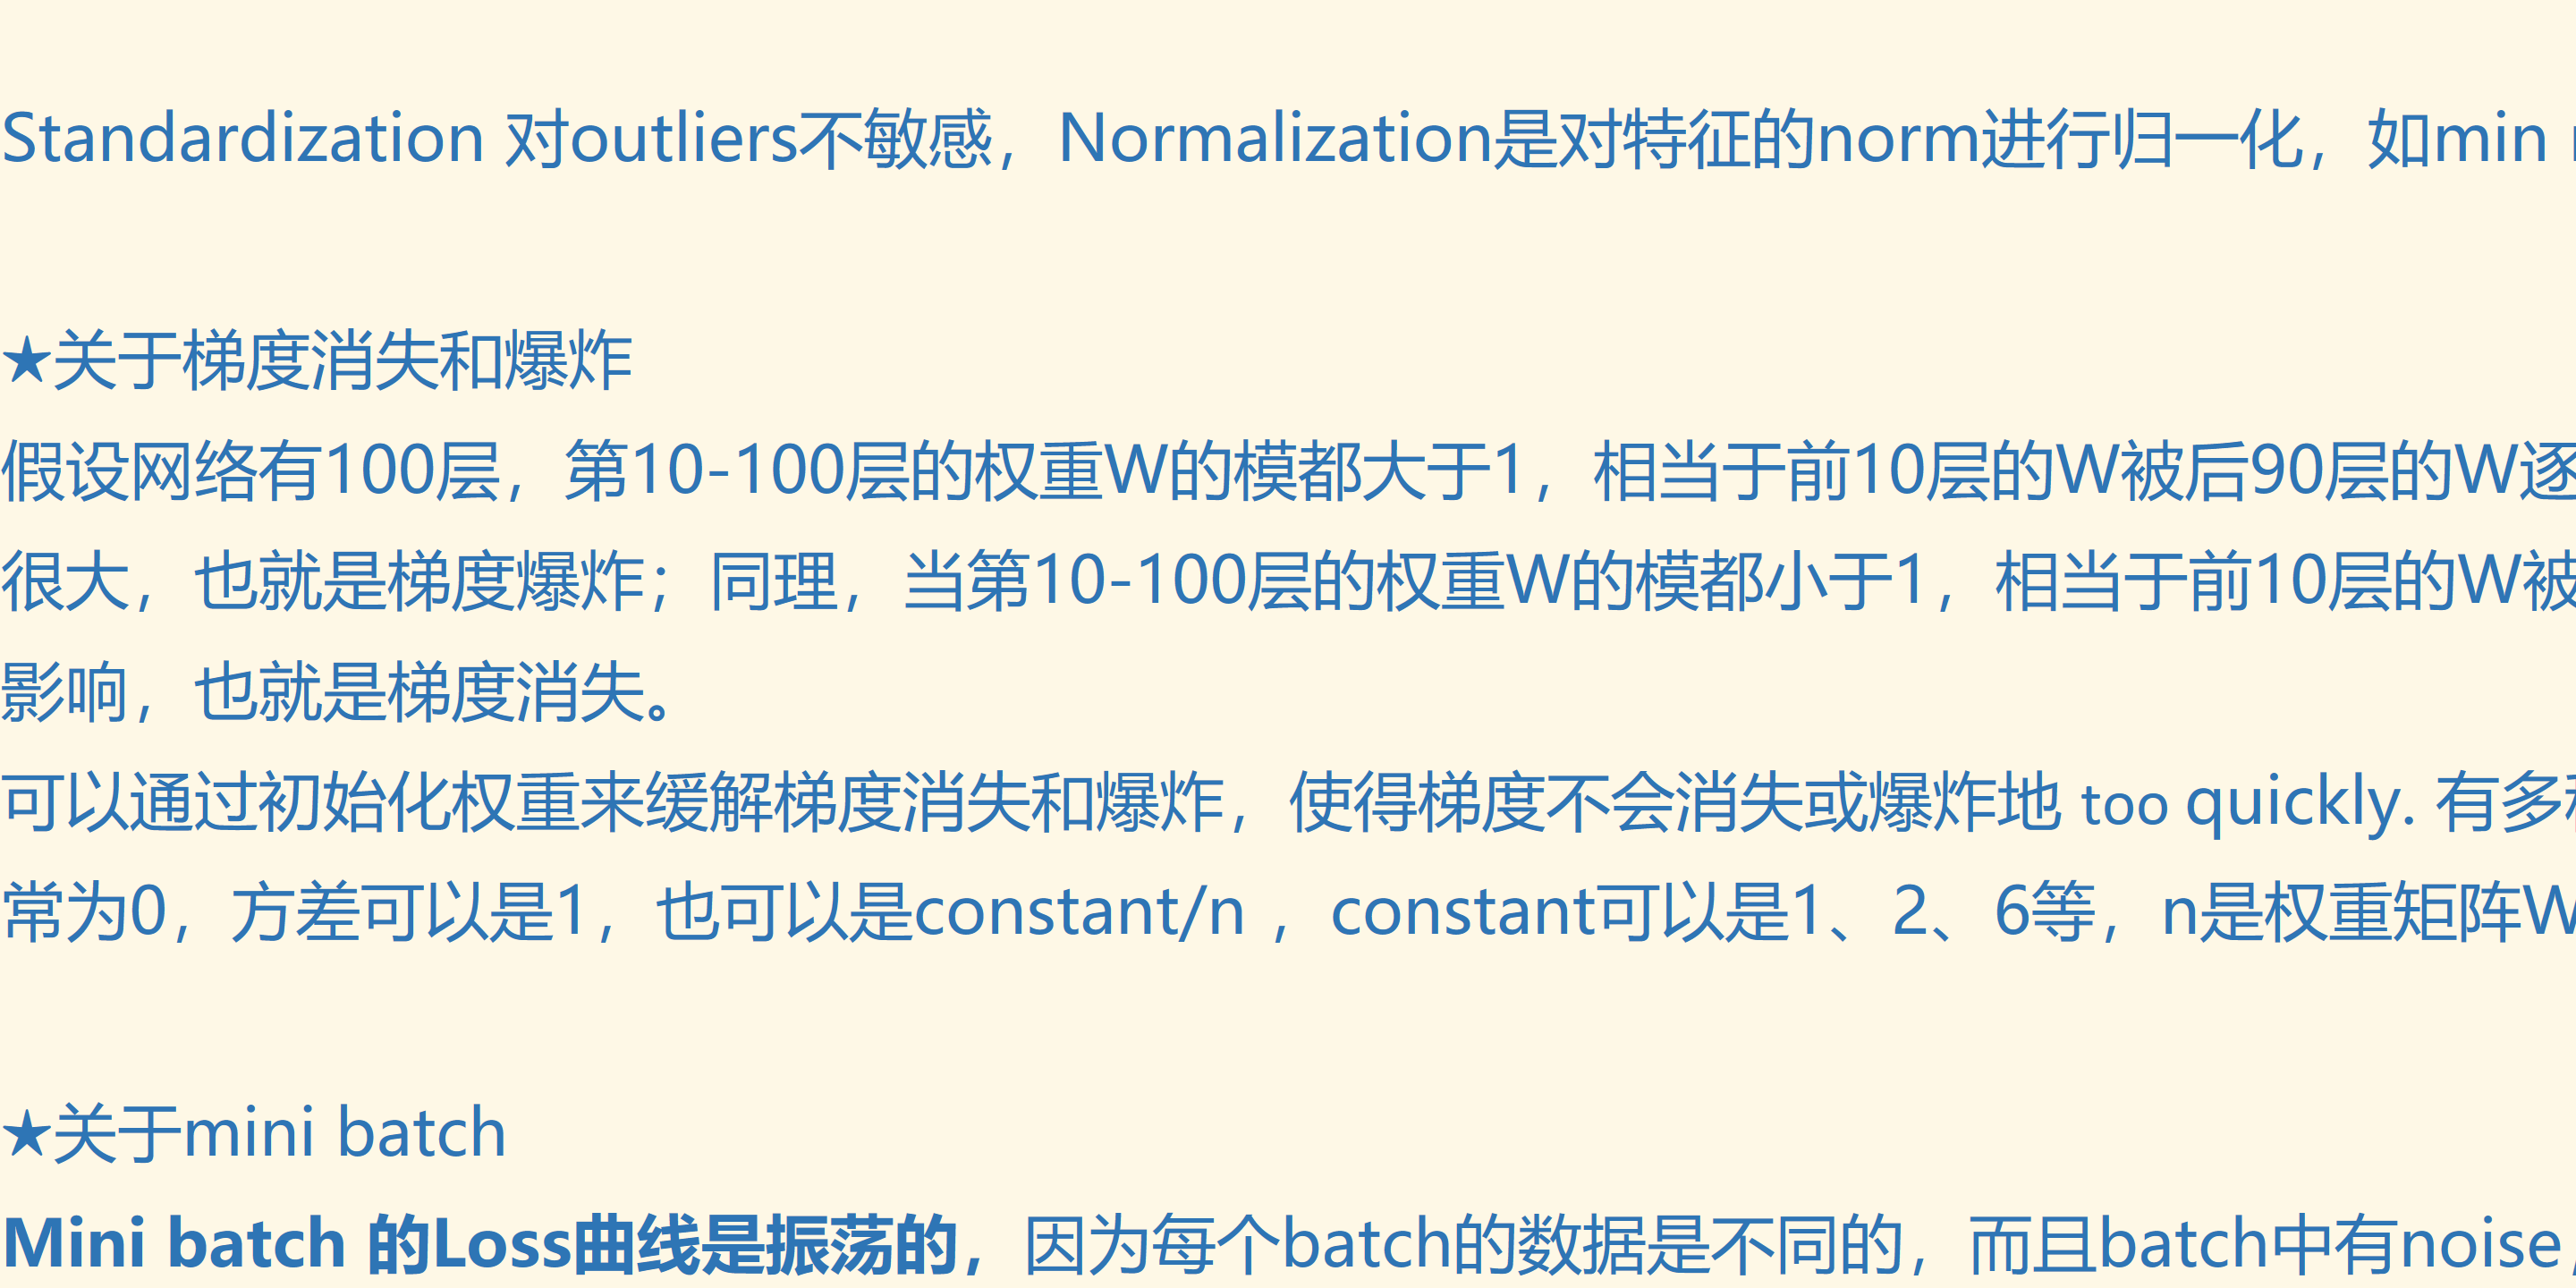 Standardization 对outliers不敏感，Normalization是对特征的norm进行归一化，如min
★关于梯度消失和爆炸
假设网络有100层，第10-100层的权重W的模都大于1，相当于前10层的W被后90层的W逐
很大，也就是梯度爆炸；同理，当第10-100层的权重W的模都小于1，相当于前10层的W被
影响，也就是梯度消失。
可以通过初始化权重来缓解梯度消失和爆炸，使得梯度不会消失或爆炸地 too quickly. 有多
常为0，方差可以是1，也可以是constant/n ，constant可以是1、2、6等，n是权重矩阵W
★关于mini batch
Mini batch 的Loss曲线是振荡的，因为每个batch的数据是不同的，而且batch中有noise